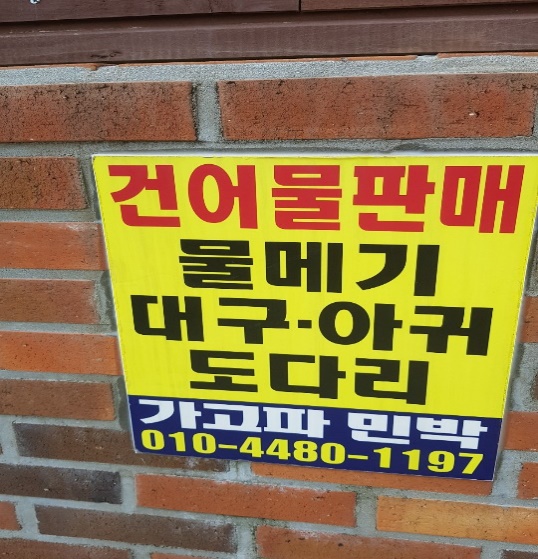 건어물판매
물메기
대구·아귀
도다리
가고파 민박
010-4480-1197